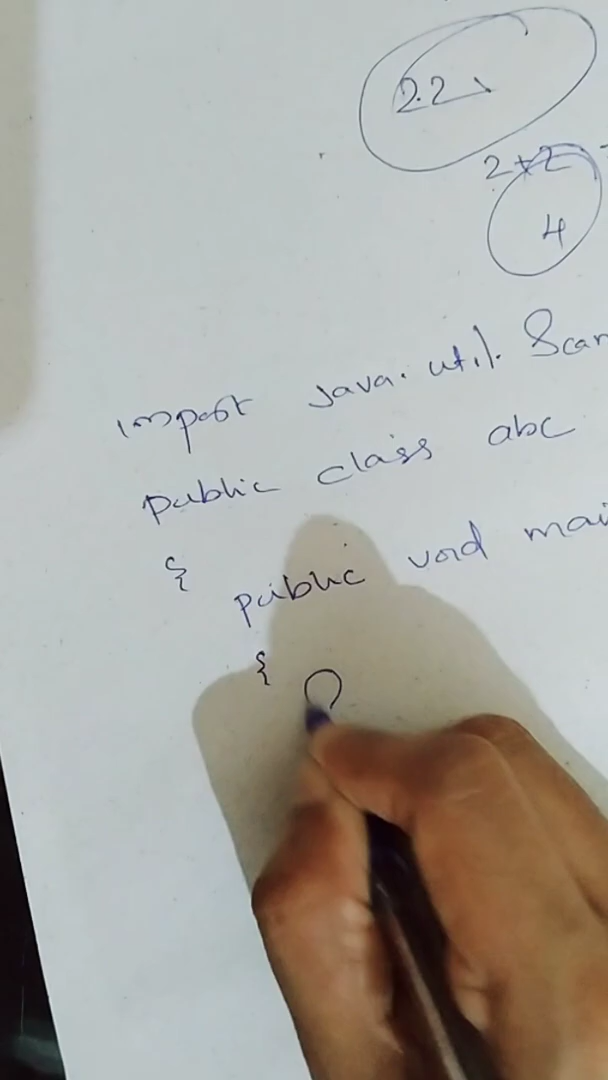 2.2
2+2
4
import java.util.Scan
public class abc
{
public void mai
{